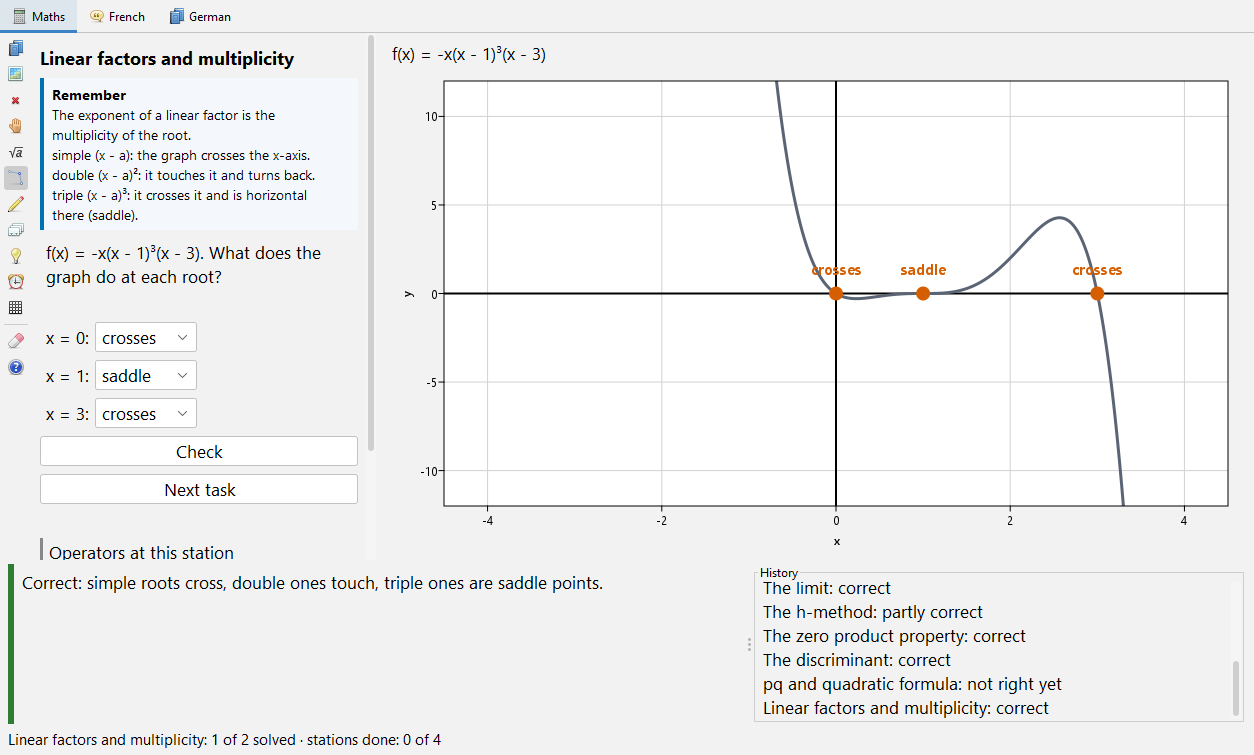 Maths French German
Linear factors and multiplicity
Remember
The exponent of a linear factor is the
multiplicity of the root.
simple (x - a): the graph crosses the x-axis.
double (x - a)²: it touches it and turns back.
triple (x - a)³: it crosses it and is horizontal
there (saddle).
f(x) = -x(x - 1)³(x - 3). What does the
graph do at each root?
x = 0: crosses
x = 1: saddle
x = 3: crosses
Check
Next task
Operators at this station
f(x) = -x(x - 1)³(x - 3)
10
5
0
-5
-10
y
crosses saddle crosses
-4 -2 0 2 4
x
Correct: simple roots cross, double ones touch, triple ones are saddle points.
History
The limit: correct
The h-method: partly correct
The zero product property: correct
The discriminant: correct
pq and quadratic formula: not right yet
Linear factors and multiplicity: correct
Linear factors and multiplicity: 1 of 2 solved · stations done: 0 of 4